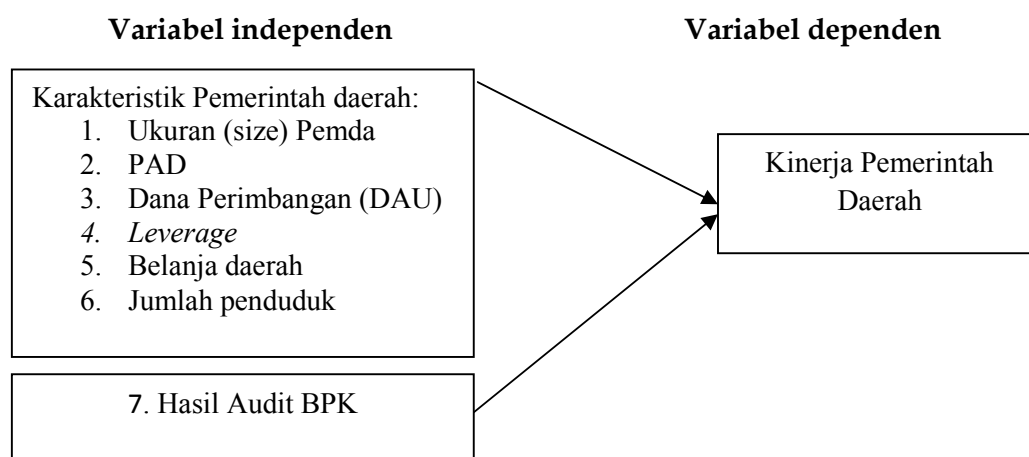 Variabel independen
Variabel dependen
Karakteristik Pemerintah daerah:
1. Ukuran (size) Pemda
2. PAD
3. Dana Perimbangan (DAU)
4. Leverage
5. Belanja daerah
6. Jumlah penduduk
7. Hasil Audit BPK
Kinerja Pemerintah
Daerah